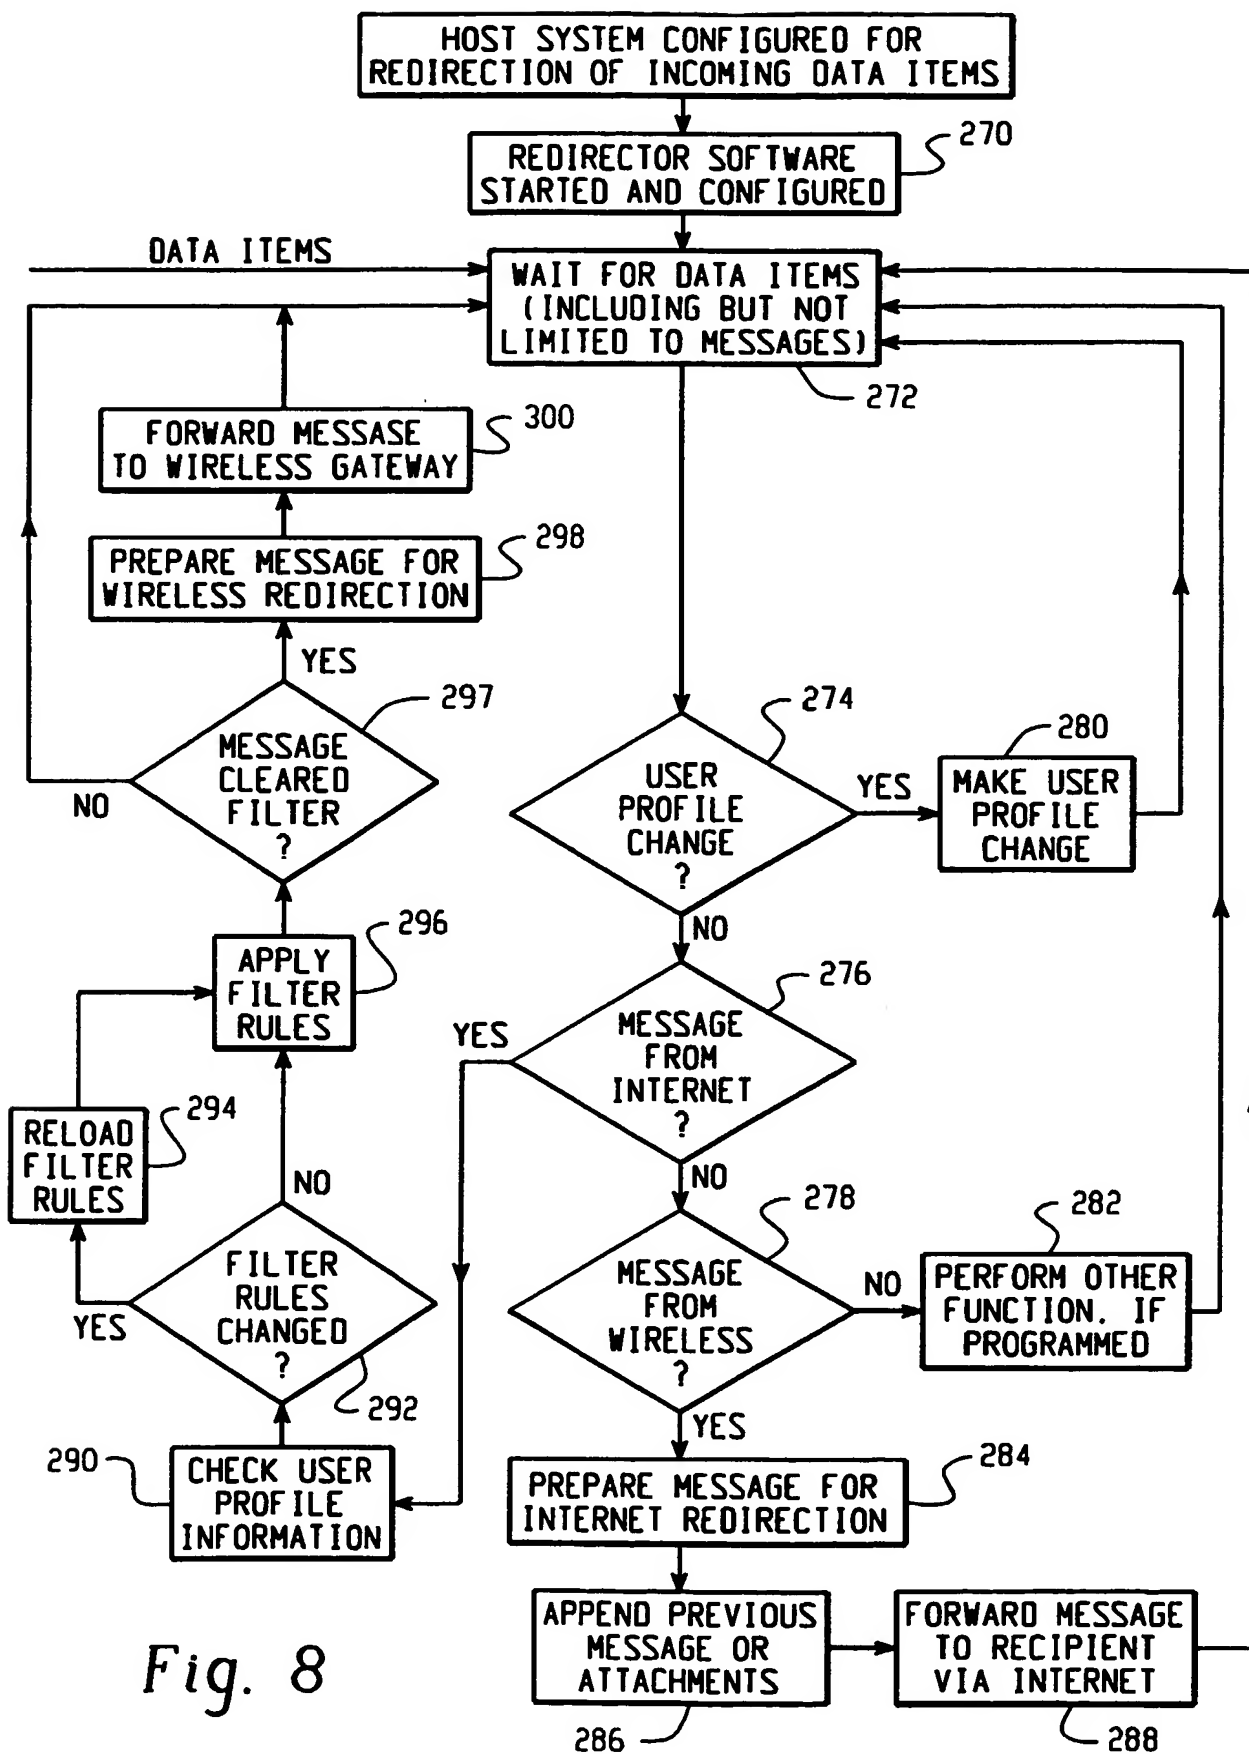 HOST SYSTEM CONFIGURED FOR
REDIRECTION OF INCOMING DATA ITEMS
270
REDIRECTOR SOFTWARE
STARTED AND CONFIGURED
DATA ITEMS
WAIT FOR DATA ITEMS
(INCLUDING BUT NOT
LIMITED TO MESSAGES)
272
300
FORWARD MESSASE
TO WIRELESS GATEWAY
298
PREPARE MESSAGE FOR
WIRELESS REDIRECTION
YES
297
MESSAGE
CLEARED
FILTER
?
NO
274
USER
PROFILE
CHANGE
?
YES
280
MAKE USER
PROFILE
CHANGE
NO
296
APPLY
FILTER
RULES
276
MESSAGE
FROM
INTERNET
?
YES
NO
294
RELOAD
FILTER
RULES
NO
FILTER
RULES
CHANGED
?
YES
292
278
MESSAGE
FROM
WIRELESS
?
NO
282
PERFORM OTHER
FUNCTION. IF
PROGRAMMED
YES
290
CHECK USER
PROFILE
INFORMATION
284
PREPARE MESSAGE FOR
INTERNET REDIRECTION
APPEND PREVIOUS
MESSAGE OR
ATTACHMENTS
286
FORWARD MESSAGE
TO RECIPIENT
VIA INTERNET
288
Fig. 8